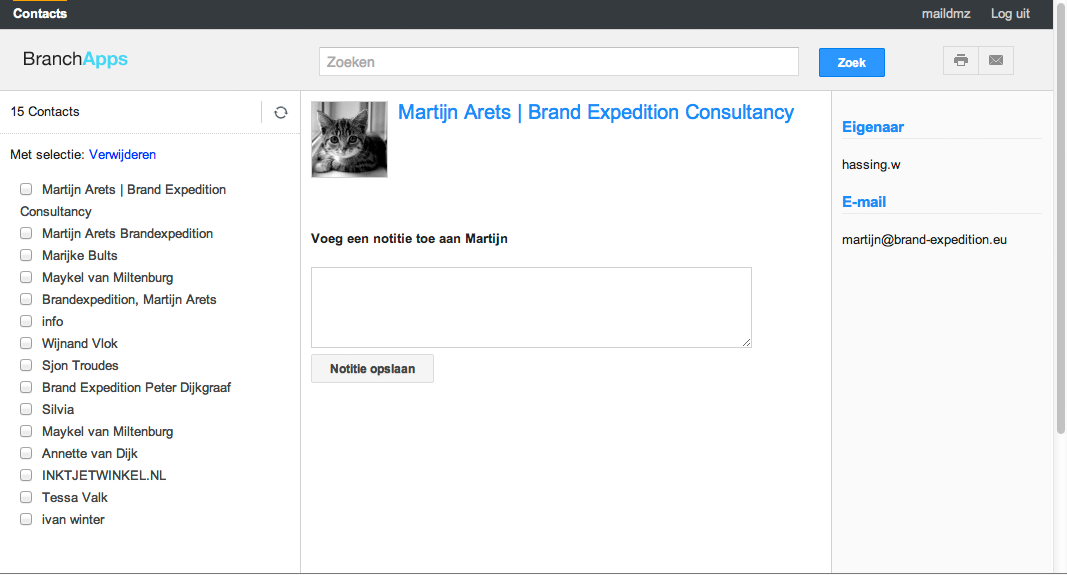 Contacts
maildmz Log uit
BranchApps
Zoeken
Zoek
15 Contacts
Met selectie: Verwijderen
Martijn Arets | Brand Expedition
Consultancy
Martijn Arets Brandexpedition
Marijke Bults
Maykel van Miltenburg
Brandexpedition, Martijn Arets
info
Wijnand Vlok
Sjon Troudes
Brand Expedition Peter Dijkgraaf
Silvia
Maykel van Miltenburg
Annette van Dijk
INKTJETWINKEL.NL
Tessa Valk
ivan winter
Martijn Arets | Brand Expedition Consultancy
Voeg een notitie toe aan Martijn
Notitie opslaan
Eigenaar
hassing.w
E-mail
martijn@brand-expedition.eu